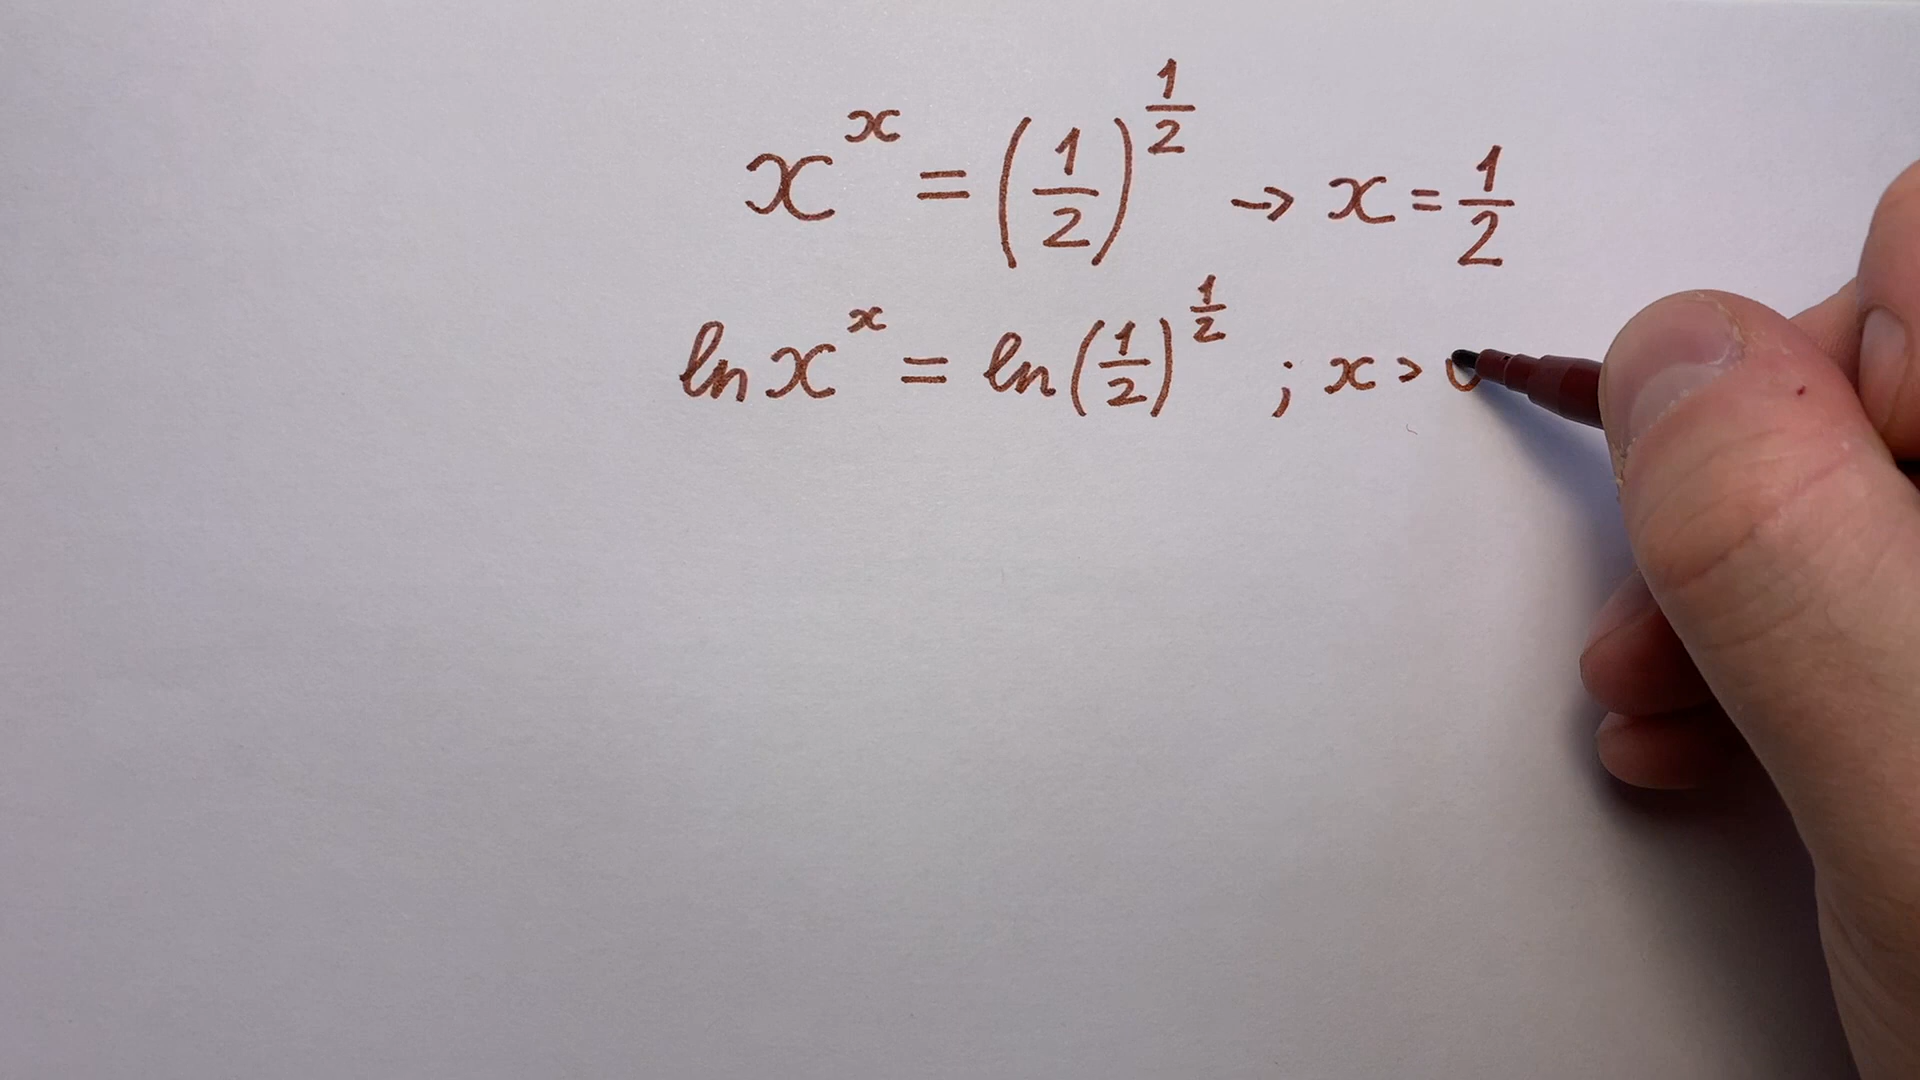 x^x = (1/2)^(1/2) → x = 1/2
ln x^x = ln(1/2)^(1/2) ; x >